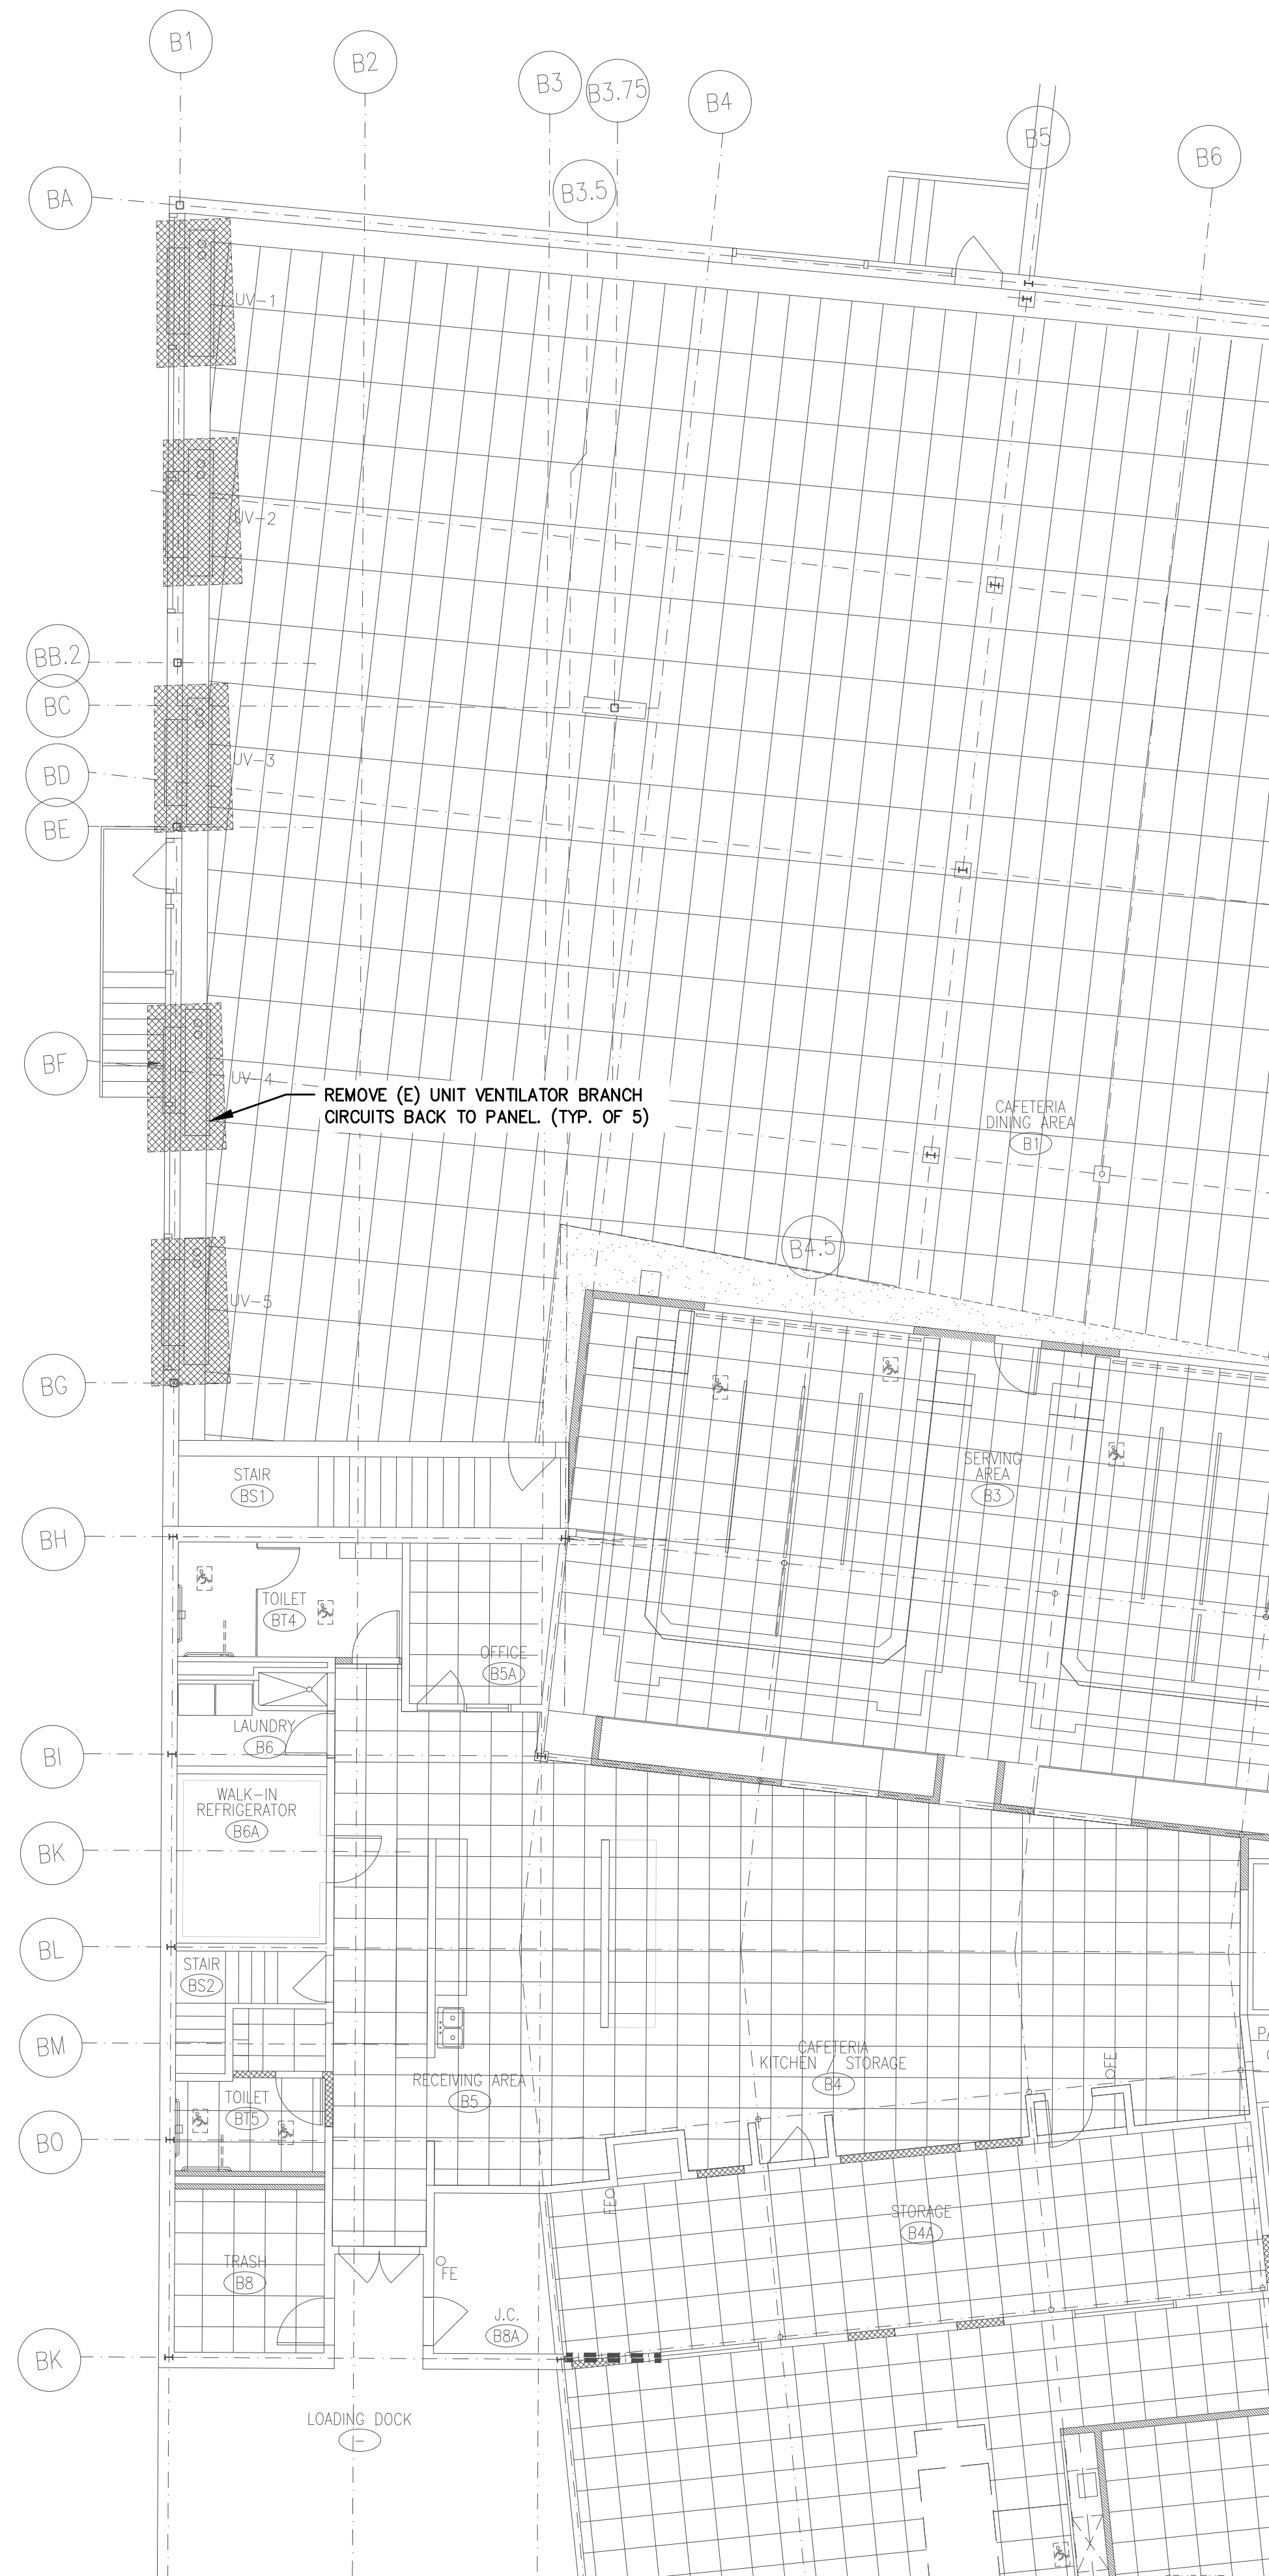 B1
B2
B3
B3.75
B4
B5
B6
BA
B3.5
UV-1
UV-2
BB.2
BC
UV-3
BD
BE
BF
UV-4
REMOVE (E) UNIT VENTILATOR BRANCH
CIRCUITS BACK TO PANEL. (TYP. OF 5)
CAFETERIA
DINING AREA
B1
B4.5
UV-5
BG
STAIR
BS1
SERVING
AREA
B3
BH
TOILET
BT4
OFFICE
B5A
LAUNDRY
B6
BI
WALK-IN
REFRIGERATOR
B6A
BK
BL
STAIR
BS2
BM
CAFETERIA
KITCHEN / STORAGE
B4
FE
RECEIVING AREA
B5
TOILET
BT5
BO
FE
STORAGE
B4A
TRASH
B8
FE
J.C.
B8A
BK
LOADING DOCK
-